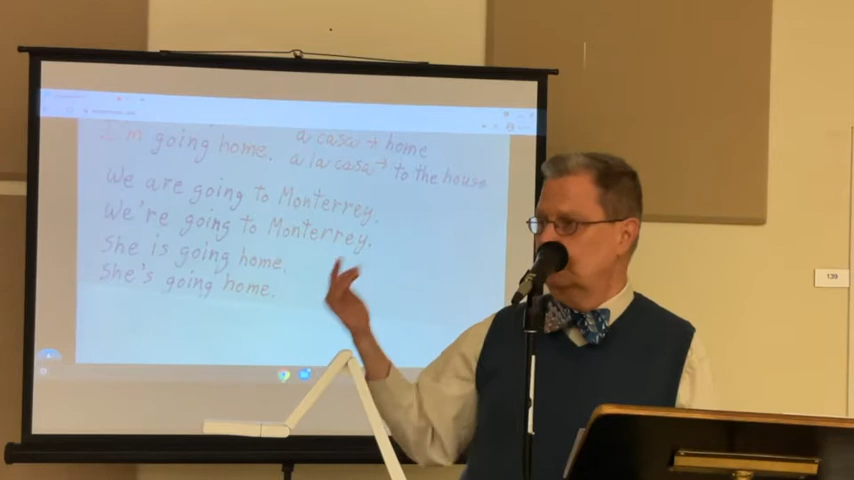 I'm going home. a casa → home
a la casa → to the house
We are going to Monterrey.
We're going to Monterrey.
She is going home.
She's going home.
139